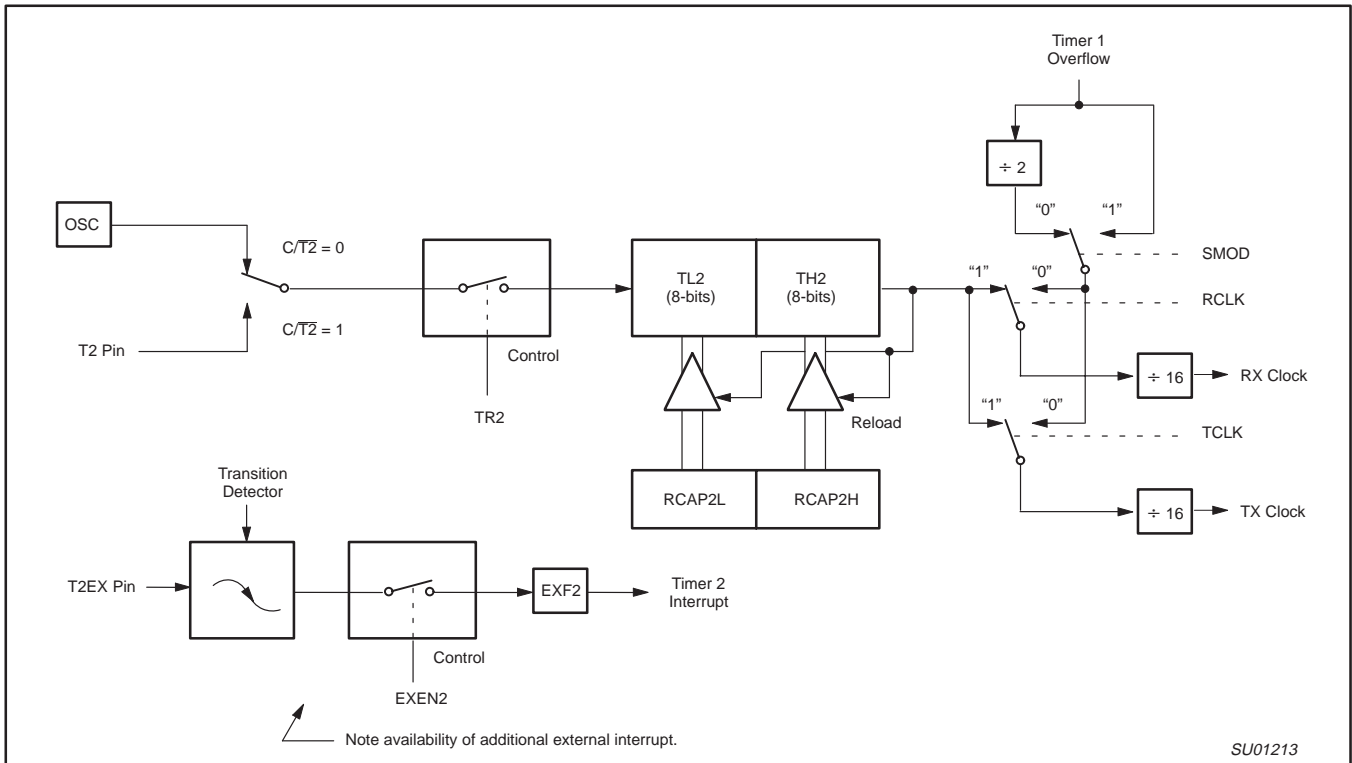 Timer 1
Overflow
÷ 2
“0”
“1”
SMOD
OSC
C/T2 = 0
TL2
(8-bits)
TH2
(8-bits)
“1”
“0”
RCLK
C/T2 = 1
T2 Pin
Control
÷ 16
RX Clock
TR2
Reload
“1”
“0”
TCLK
Transition
Detector
RCAP2L
RCAP2H
÷ 16
TX Clock
T2EX Pin
EXF2
Timer 2
Interrupt
Control
EXEN2
Note availability of additional external interrupt.
SU01213